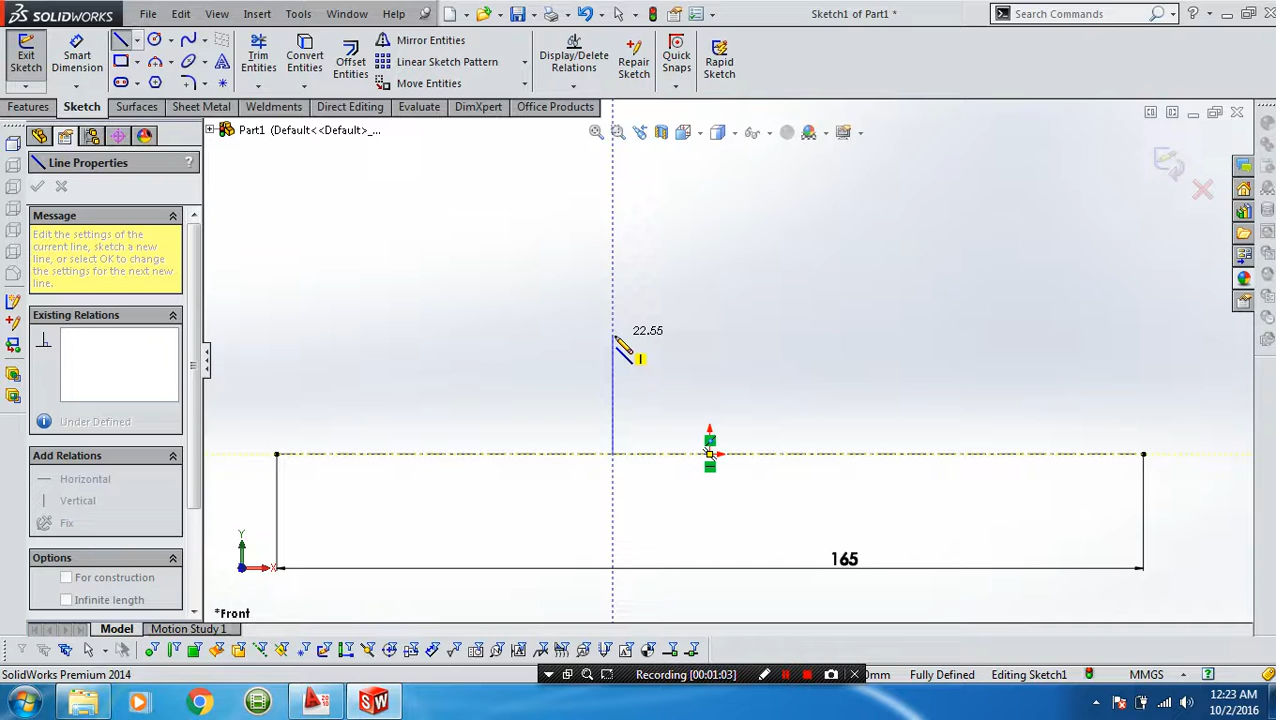 SOLIDWORKS File Edit View Insert Tools Window Help Sketch1 of Part1 * Search Commands
Exit Sketch
Smart Dimension
Trim Entities
Convert Entities
Offset Entities
Mirror Entities
Linear Sketch Pattern
Move Entities
Display/Delete Relations
Repair Sketch
Quick Snaps
Rapid Sketch
Features Sketch Surfaces Sheet Metal Weldments Direct Editing Evaluate DimXpert Office Products
Part1 (Default<<Default>_...
Line Properties ?
Message
Edit the settings of the
current line, sketch a new
line, or select OK to change
the settings for the next new
line.
Existing Relations
Under Defined
Add Relations
Horizontal
Vertical
Fix
Options
For construction
Infinite length
22.55
165
Y
X
*Front
Model Motion Study 1
SolidWorks Premium 2014
Recording [00:01:03]
0mm Fully Defined Editing Sketch1 MMGS
12:23 AM
10/2/2016